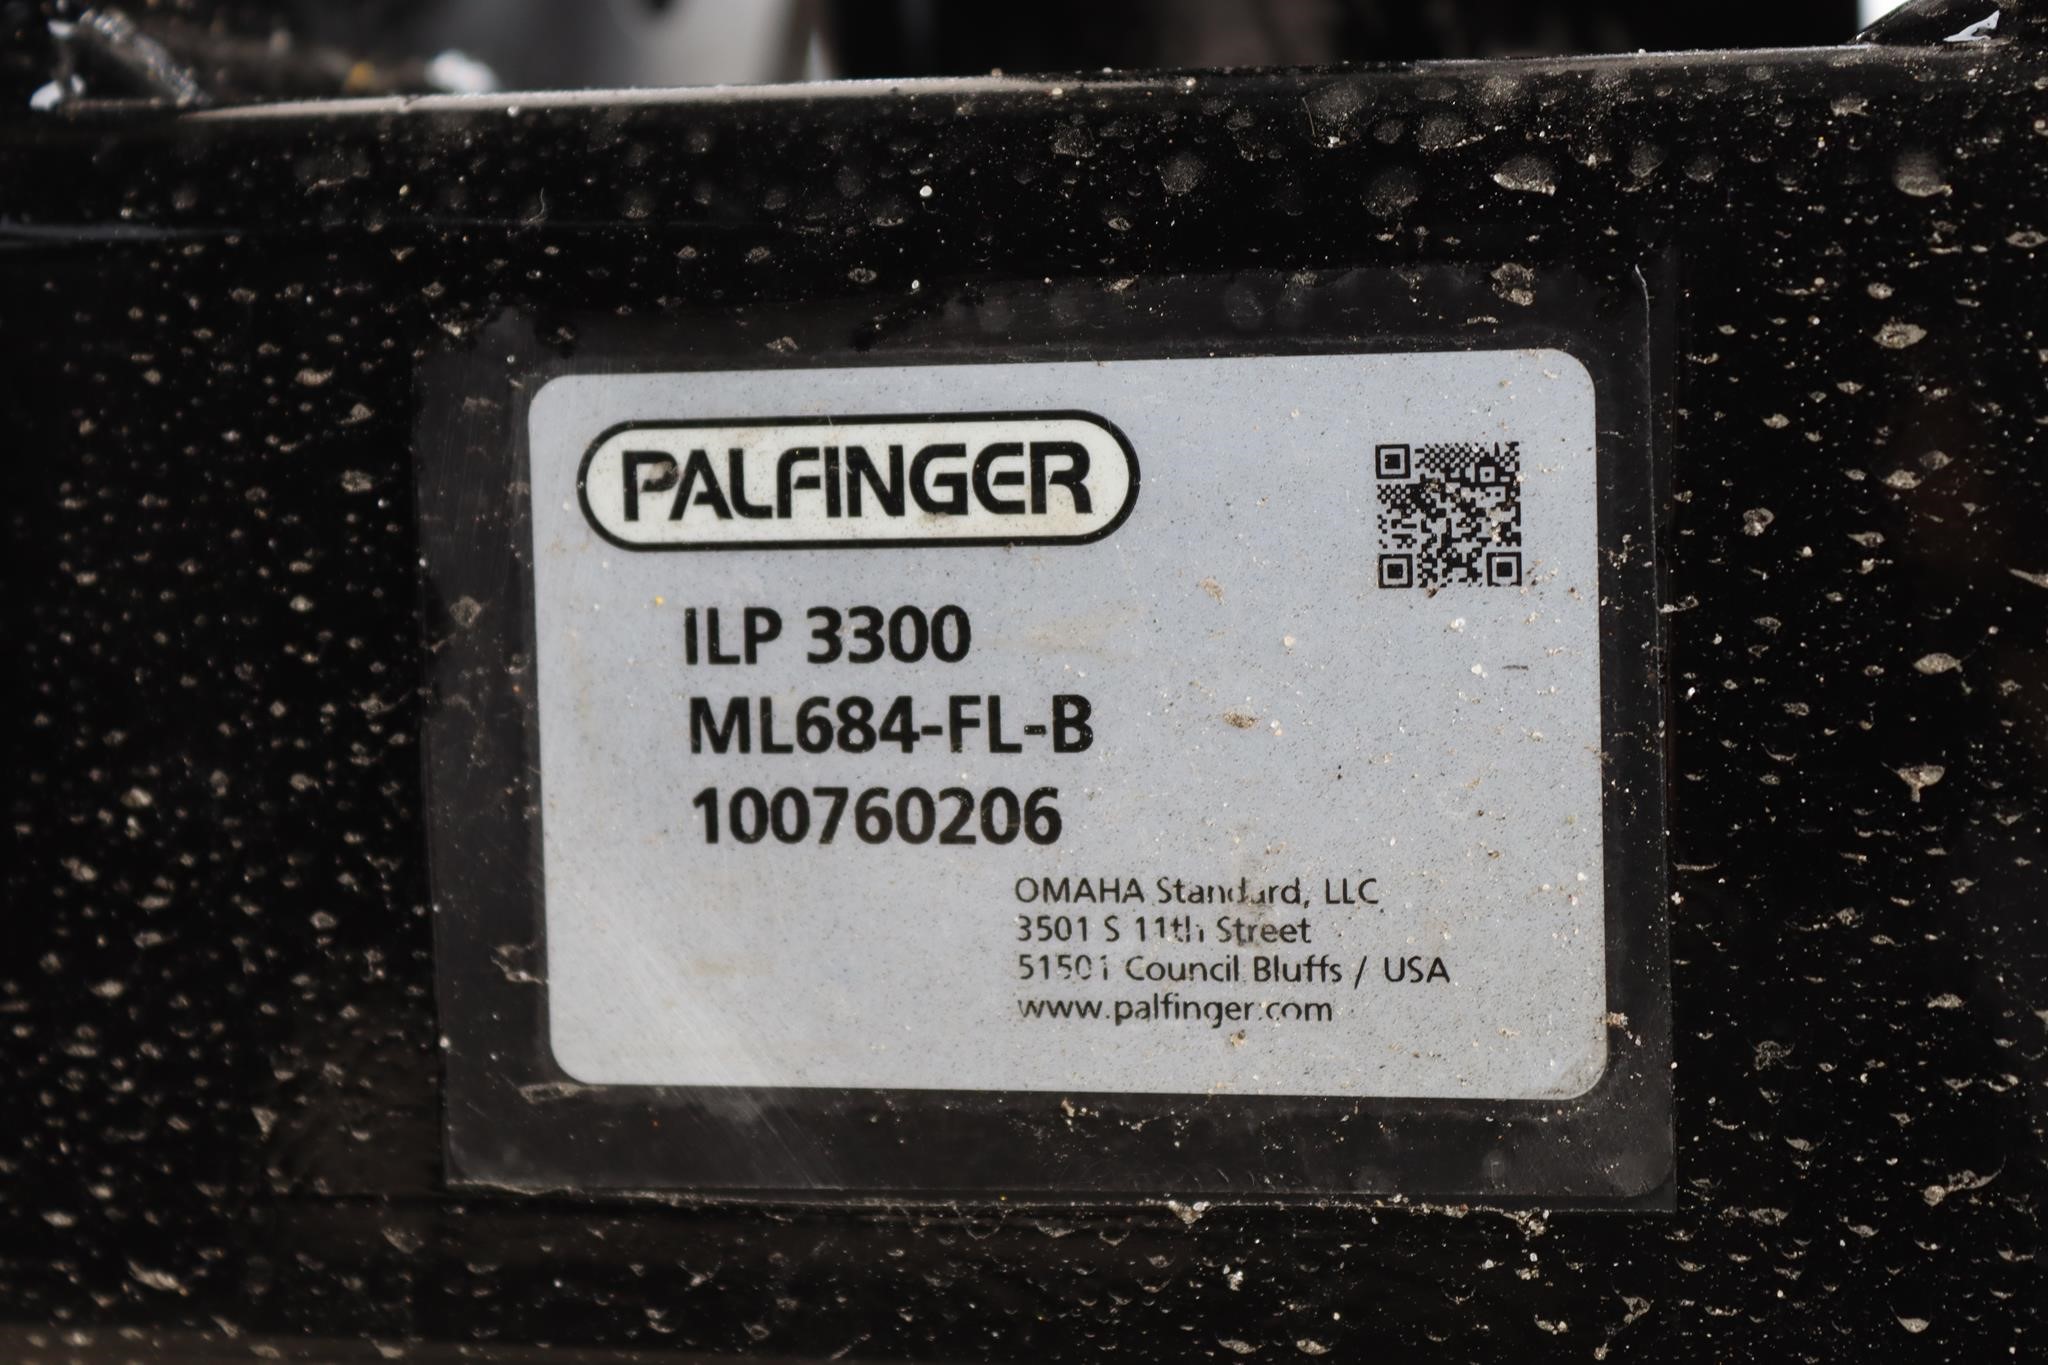 PALFINGER
ILP 3300
ML684-FL-B
100760206
OMAHA Standard, LLC
3501 S 11th Street
51501 Council Bluffs / USA
www.palfinger.com